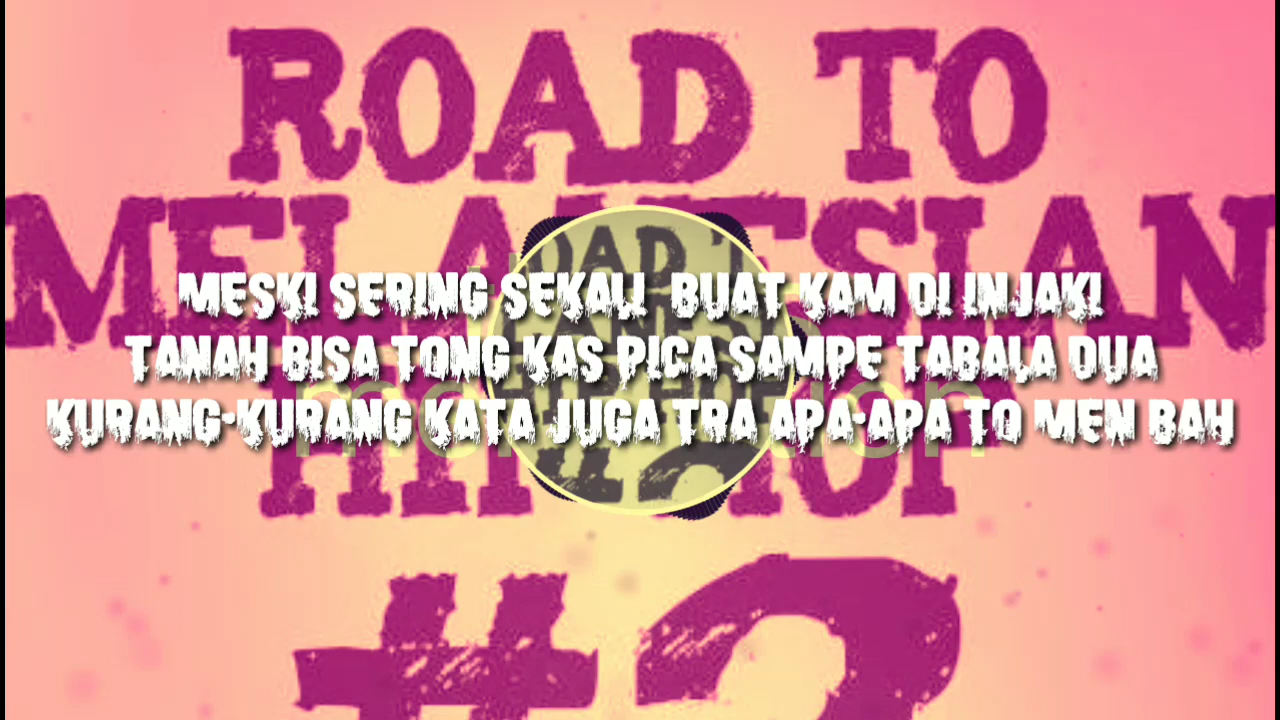 ROAD TO
MELANESIAN
HIP HOP
#2
MESKI SERING SEKALI BUAT KAM DI INJAKI
TANAH BISA TONG KAS PICA SAMPE TABALA DUA
KURANG-KURANG KATA JUGA TRA APA-APA TO MEN BAH